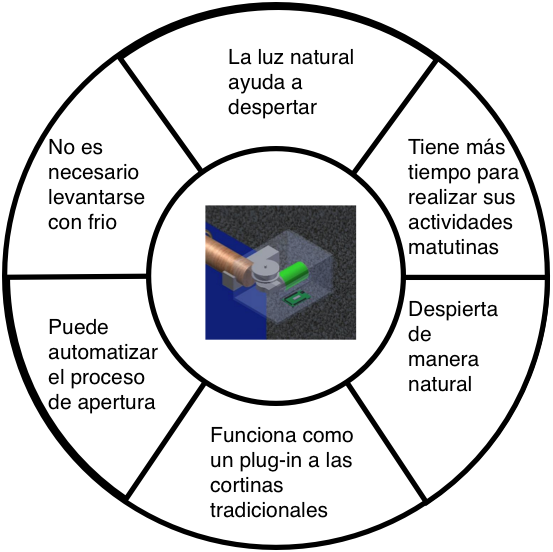 La luz natural
ayuda a
despertar
Tiene más
tiempo para
realizar sus
actividades
matutinas
Despierta
de
manera
natural
Funciona como
un plug-in a las
cortinas
tradicionales
Puede
automatizar
el proceso
de apertura
No es
necesario
levantarse
con frio